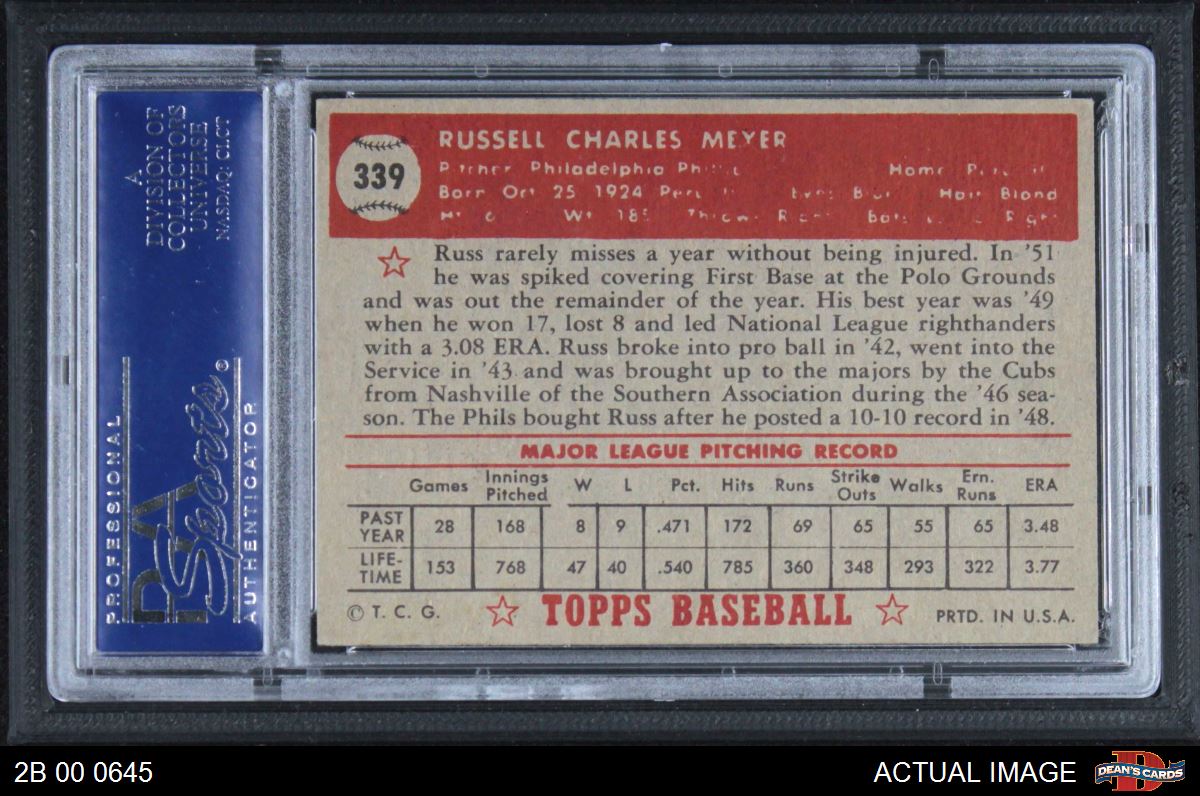 339
RUSSELL CHARLES MEYER
Pitcher Philadelphia
Home
Born Oct 25 1924 Hair Blond
Wt 185
Russ rarely misses a year without being injured. In '51
he was spiked covering First Base at the Polo Grounds
and was out the remainder of the year. His best year was '49
when he won 17, lost 8 and led National League righthanders
with a 3.08 ERA. Russ broke into pro ball in '42, went into the
Service in '43 and was brought up to the majors by the Cubs
from Nashville of the Southern Association during the '46 sea-
son. The Phils bought Russ after he posted a 10-10 record in '48.
MAJOR LEAGUE PITCHING RECORD
Games Innings Pitched W L Pct. Hits Runs Strike Outs Walks Ern. Runs ERA
PAST YEAR 28 168 8 9 .471 172 69 65 55 65 3.48
LIFE-TIME 153 768 47 40 .540 785 360 348 293 322 3.77
© T. C. G. TOPPS BASEBALL PRTD. IN U.S.A.
A
DIVISION OF
COLLECTORS
UNIVERSE
NASDAQ: CLCT
PROFESSIONAL
PSA
Sports®
AUTHENTICATOR
2B 00 0645
ACTUAL IMAGE
DEAN'S CARDS